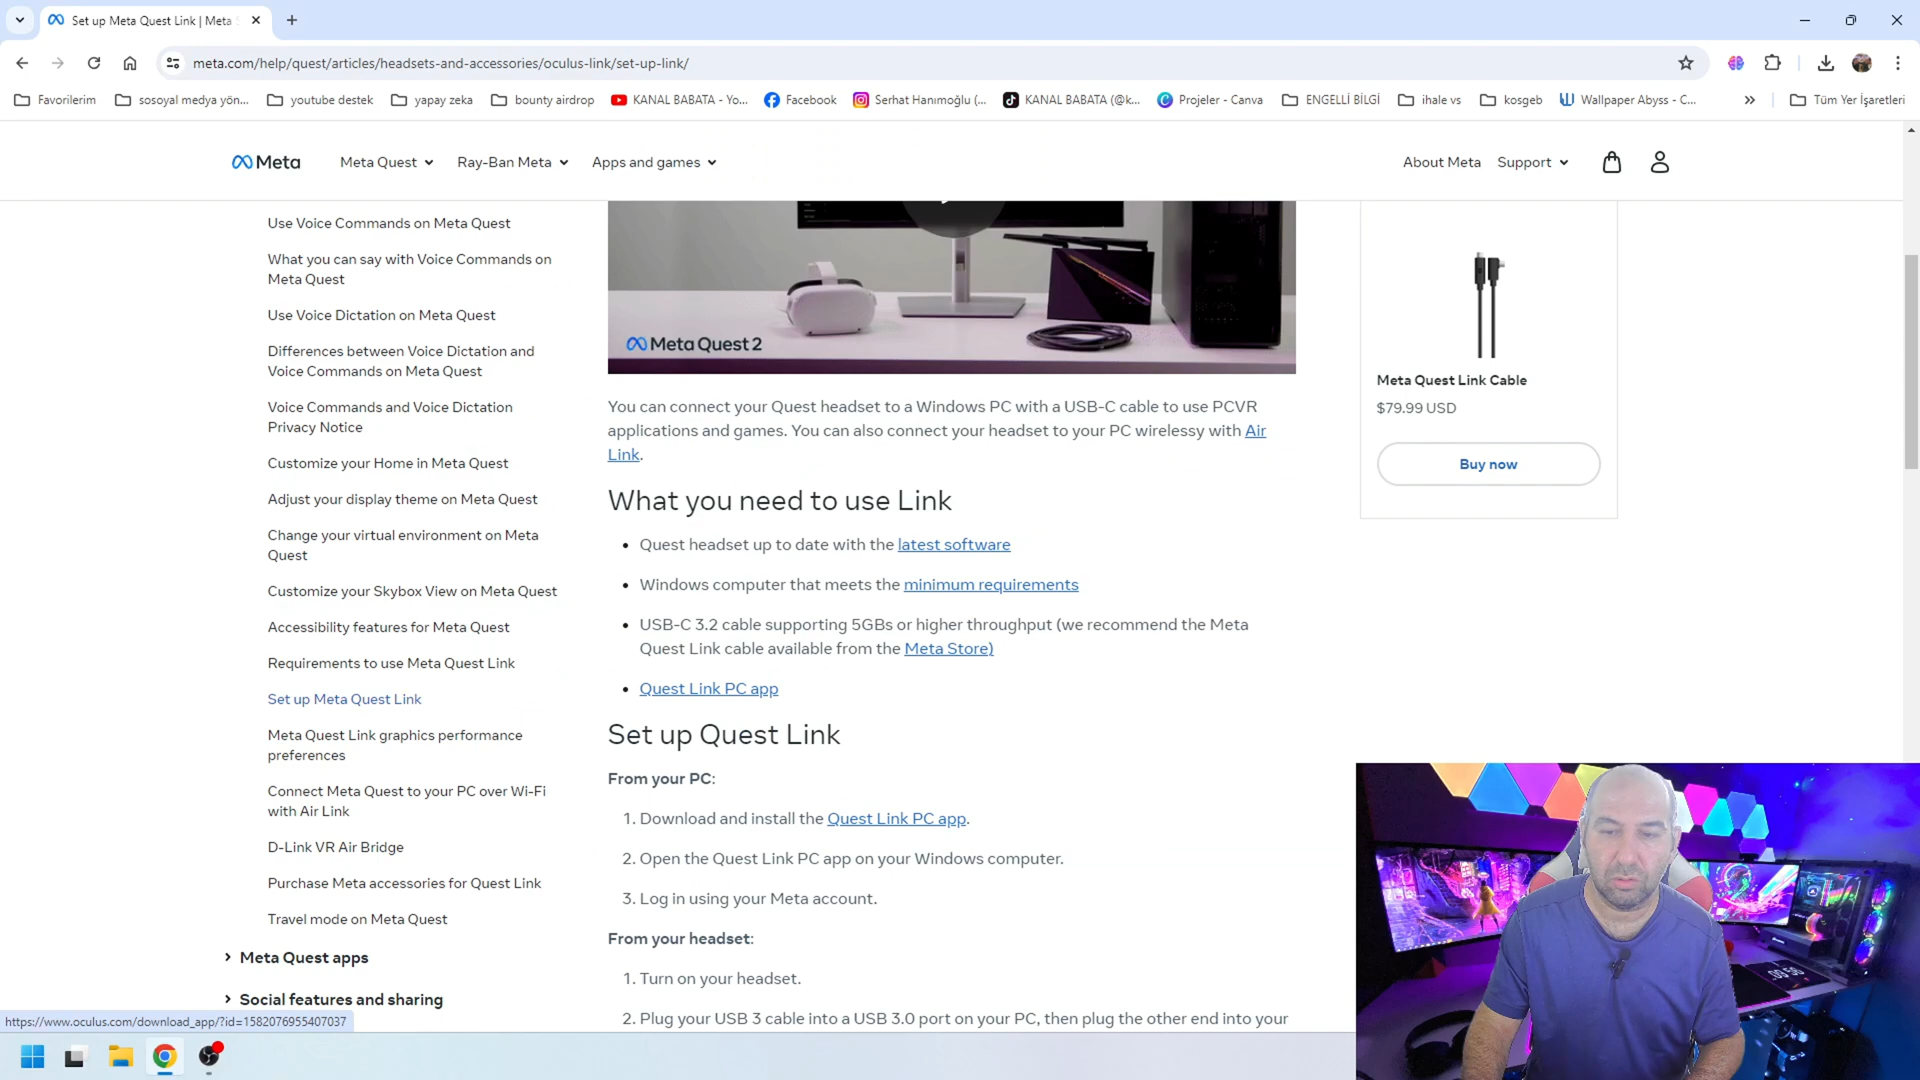 Set up Meta Quest Link | Meta
meta.com/help/quest/articles/headsets-and-accessories/oculus-link/set-up-link/
Favorilerim
sosoyal medya yön...
youtube destek
yapay zeka
bounty airdrop
KANAL BABATA - Yo...
Facebook
Serhat Hanımoğlu (...
KANAL BABATA (@k...
Projeler - Canva
ENGELLİ BİLGİ
ihale vs
kosgeb
Wallpaper Abyss - C...
Tüm Yer İşaretleri
Meta
Meta Quest
Ray-Ban Meta
Apps and games
About Meta
Support
Use Voice Commands on Meta Quest
What you can say with Voice Commands on
Meta Quest
Use Voice Dictation on Meta Quest
Differences between Voice Dictation and
Voice Commands on Meta Quest
Voice Commands and Voice Dictation
Privacy Notice
Customize your Home in Meta Quest
Adjust your display theme on Meta Quest
Change your virtual environment on Meta
Quest
Customize your Skybox View on Meta Quest
Accessibility features for Meta Quest
Requirements to use Meta Quest Link
Set up Meta Quest Link
Meta Quest Link graphics performance
preferences
Connect Meta Quest to your PC over Wi-Fi
with Air Link
D-Link VR Air Bridge
Purchase Meta accessories for Quest Link
Travel mode on Meta Quest
Meta Quest apps
Social features and sharing
https://www.oculus.com/download_app/?id=1582076955407037
Meta Quest 2
You can connect your Quest headset to a Windows PC with a USB-C cable to use PCVR
applications and games. You can also connect your headset to your PC wirelessy with Air
Link.
What you need to use Link
• Quest headset up to date with the latest software
• Windows computer that meets the minimum requirements
• USB-C 3.2 cable supporting 5GBs or higher throughput (we recommend the Meta
Quest Link cable available from the Meta Store)
• Quest Link PC app
Set up Quest Link
From your PC:
1. Download and install the Quest Link PC app.
2. Open the Quest Link PC app on your Windows computer.
3. Log in using your Meta account.
From your headset:
1. Turn on your headset.
2. Plug your USB 3 cable into a USB 3.0 port on your PC, then plug the other end into your
Meta Quest Link Cable
$79.99 USD
Buy now